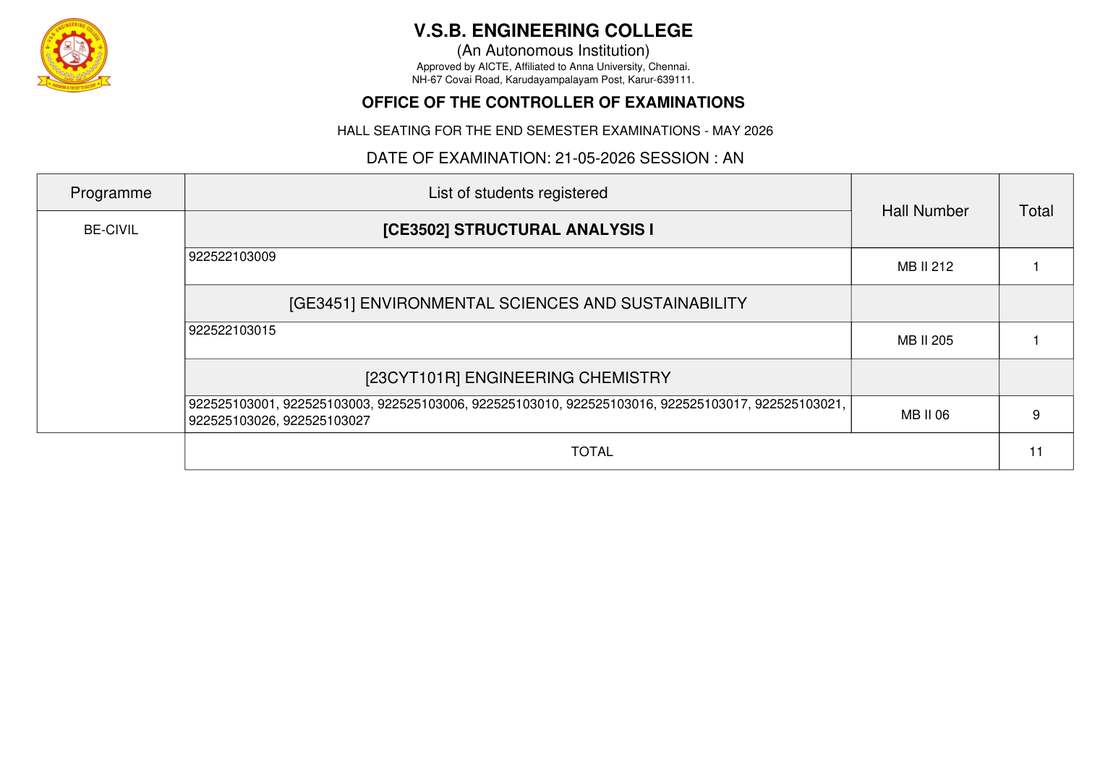 V.S.B. ENGINEERING COLLEGE
(An Autonomous Institution)
Approved by AICTE, Affiliated to Anna University, Chennai.
NH-67 Covai Road, Karudayampalayam Post, Karur-639111.
OFFICE OF THE CONTROLLER OF EXAMINATIONS
HALL SEATING FOR THE END SEMESTER EXAMINATIONS - MAY 2026
DATE OF EXAMINATION: 21-05-2026 SESSION : AN
Programme List of students registered Hall Number Total
BE-CIVIL [CE3502] STRUCTURAL ANALYSIS I
922522103009 MB II 212 1
[GE3451] ENVIRONMENTAL SCIENCES AND SUSTAINABILITY
922522103015 MB II 205 1
[23CYT101R] ENGINEERING CHEMISTRY
922525103001, 922525103003, 922525103006, 922525103010, 922525103016, 922525103017, 922525103021,
922525103026, 922525103027 MB II 06 9
TOTAL 11